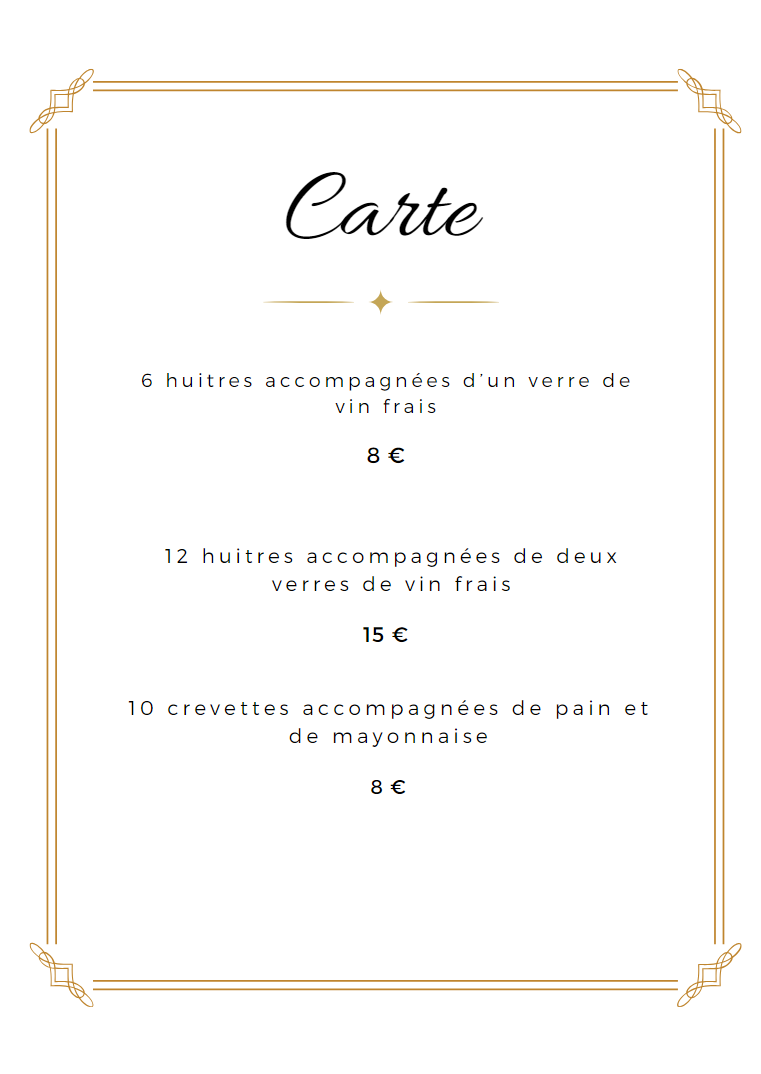 Carte
6 huitres accompagnées d’un verre de
vin frais
8 €
12 huitres accompagnées de deux
verres de vin frais
15 €
10 crevettes accompagnées de pain et
de mayonnaise
8 €